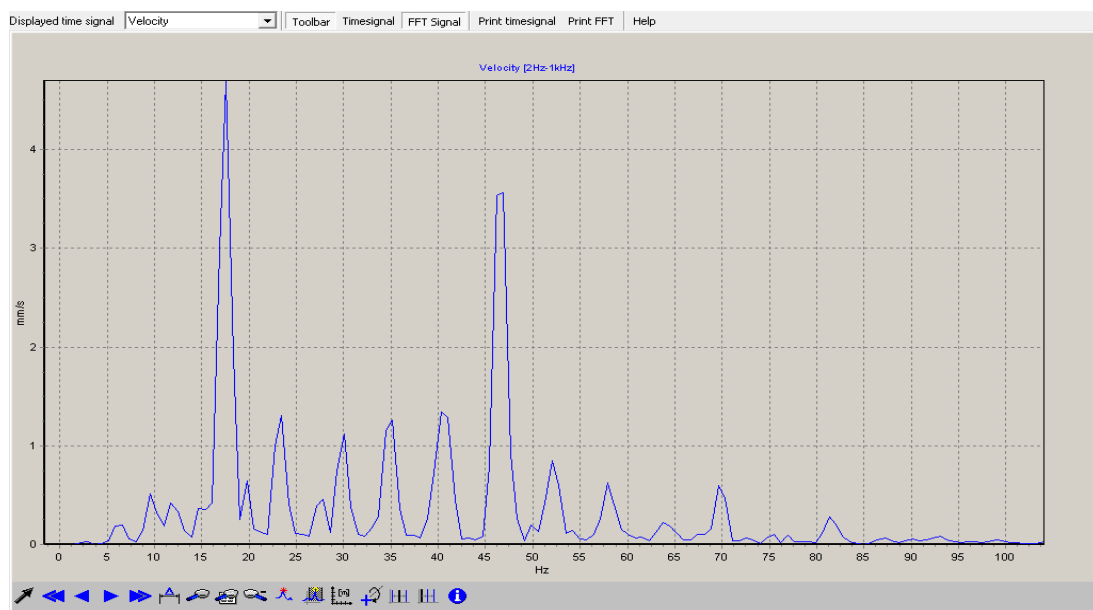 Displayed time signal Velocity Toolbar Timesignal FFT Signal Print timesignal Print FFT Help
Velocity [2Hz-1kHz]
4
3
mm/s
2
1
0
0 5 10 15 20 25 30 35 40 45 50 55 60 65 70 75 80 85 90 95 100
Hz
[m]